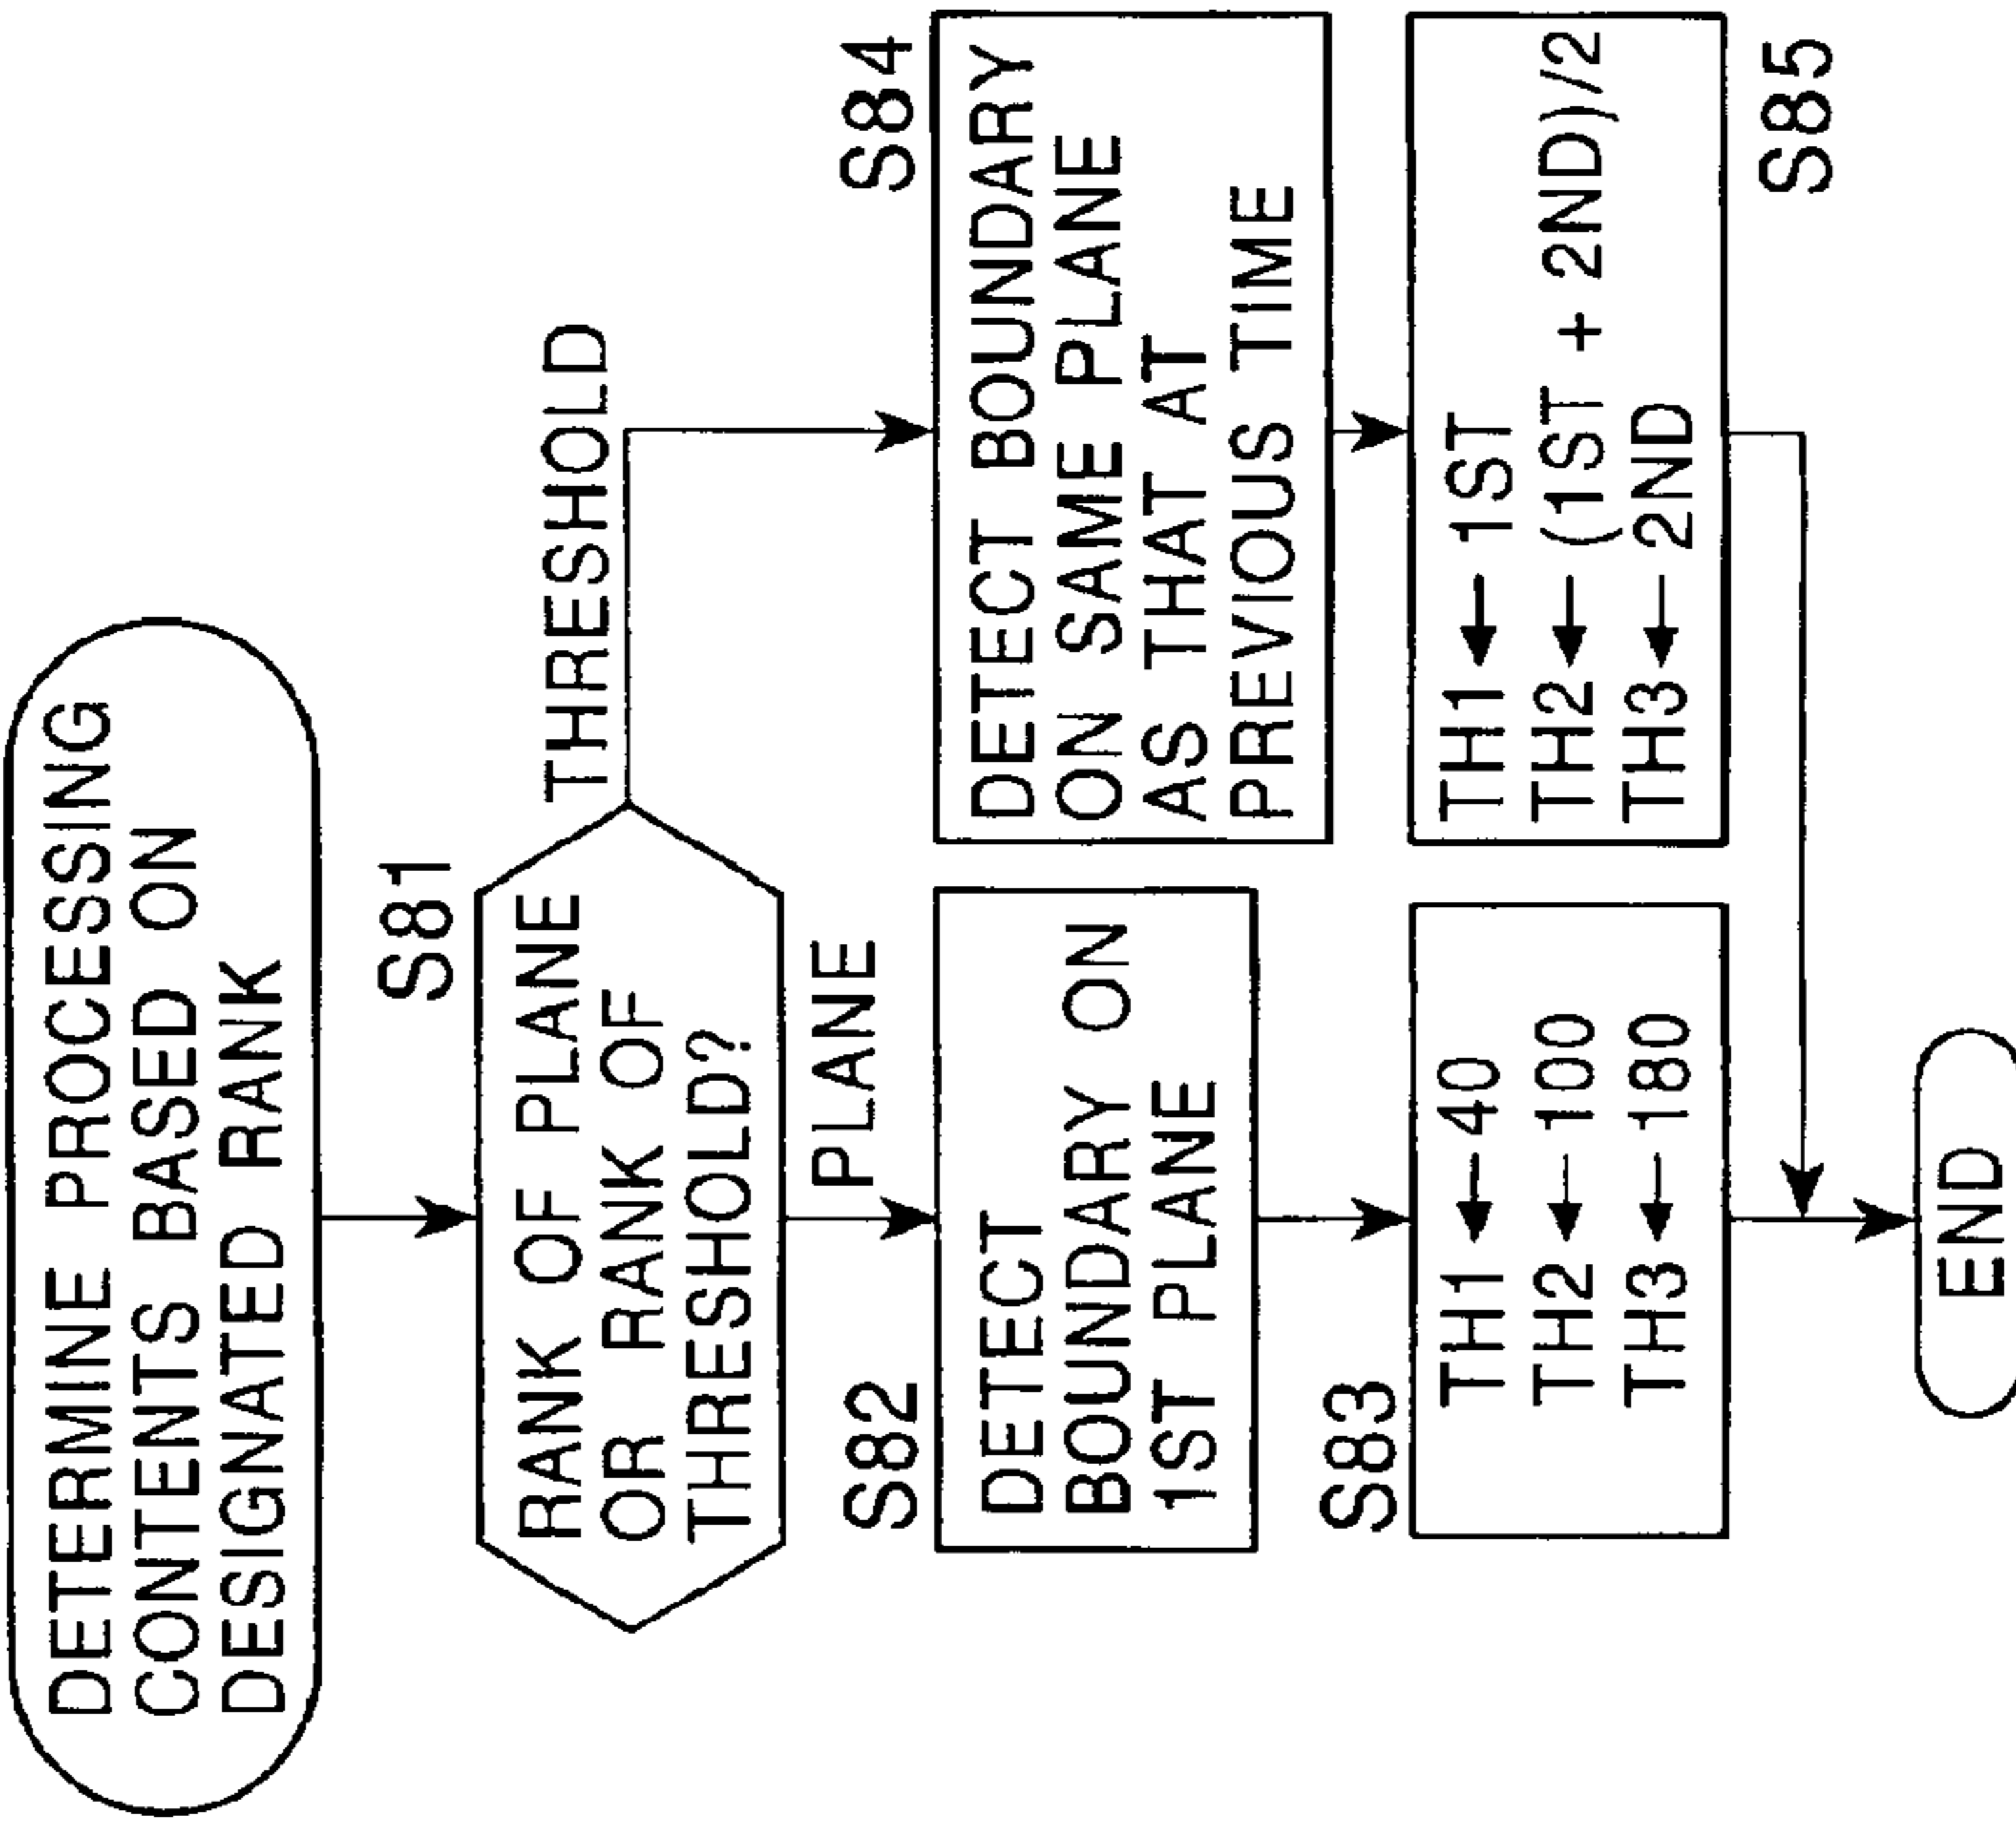 DETERMINE PROCESSING
CONTENTS BASED ON
DESIGNATED RANK
S81
RANK OF PLANE
OR RANK OF
THRESHOLD?
THRESHOLD
PLANE
S82
DETECT
BOUNDARY ON
1ST PLANE
S83
TH1 ← 40
TH2 ← 100
TH3 ← 180
S84
DETECT BOUNDARY
ON SAME PLANE
AS THAT AT
PREVIOUS TIME
TH1 ← 1ST
TH2 ← (1ST + 2ND)/2
TH3 ← 2ND
S85
END